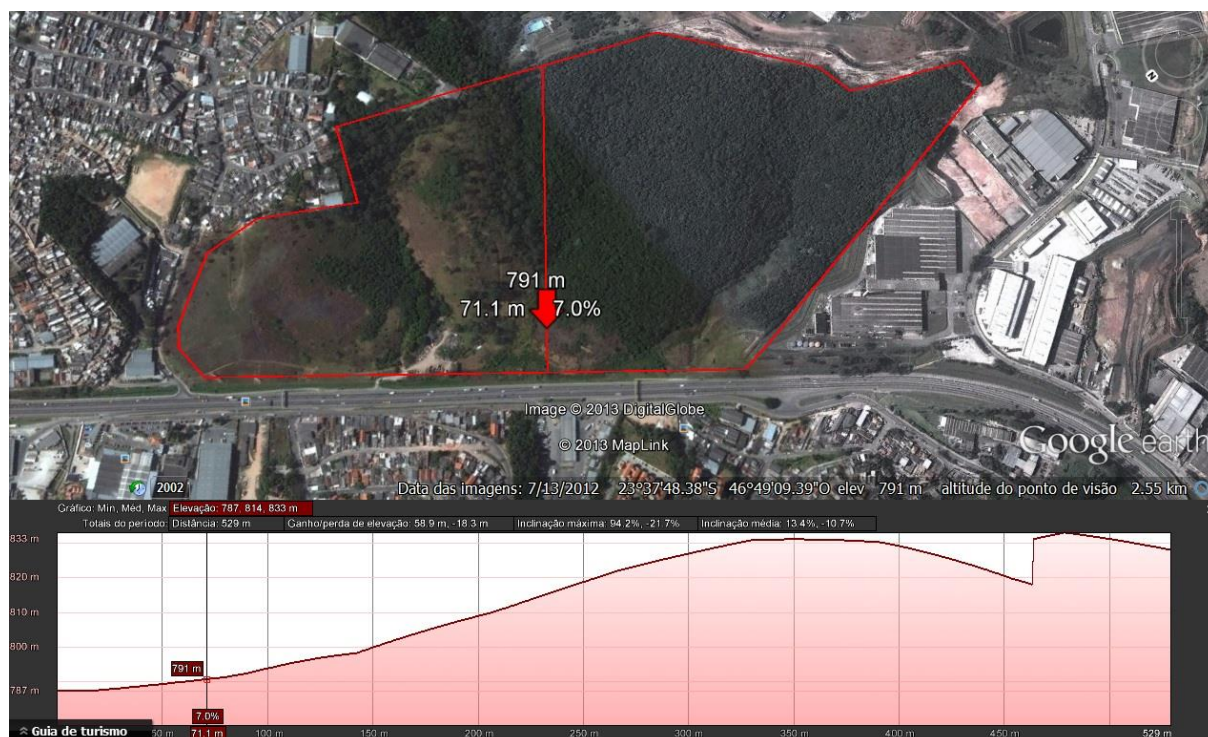 791 m
71.1 m 7.0%
Image © 2013 DigitalGlobe
© 2013 MapLink
Google earth
2002
Data das imagens: 7/13/2012 23°37'48.38"S 46°49'09.39"O elev 791 m altitude do ponto de visão 2.55 km
Gráfico: Min, Méd, Max Elevação: 787, 814, 833 m
Totais do período: Distância: 529 m Ganho/perda de elevação: 58.9 m, -18.3 m Inclinação máxima: 94.2%, -21.7% Inclinação média: 13.4%, -10.7%
833 m
820 m
810 m
800 m
791 m
787 m
7.0%
Guia de turismo 50 m 71.1 m 100 m 150 m 200 m 250 m 300 m 350 m 400 m 450 m 529 m
N